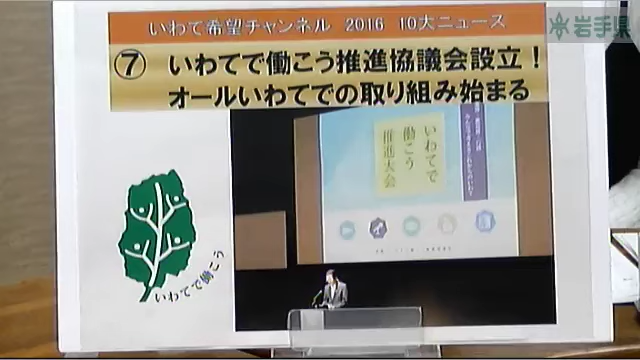 岩手県
いわて希望チャンネル 2016 10大ニュース
⑦ いわてで働こう推進協議会設立！
オールいわてでの取り組み始まる
いわてで
働こう
推進大会
いわてで働こう